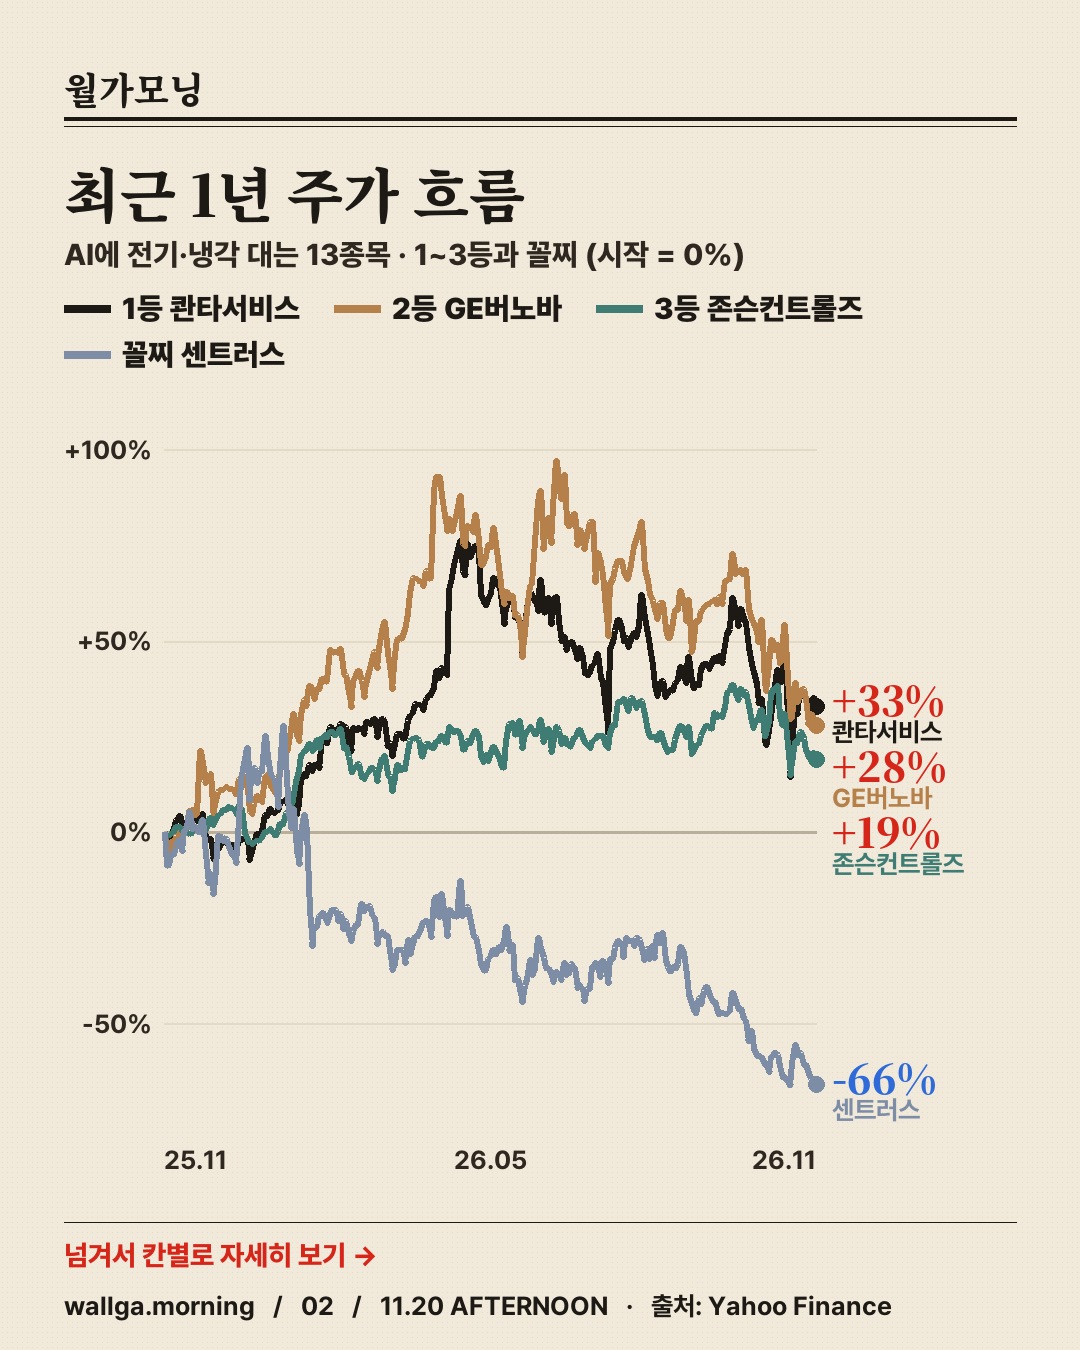 월가모닝
최근 1년 주가 흐름
AI에 전기·냉각 대는 13종목 · 1~3등과 꼴찌 (시작 = 0%)
1등 콴타서비스 2등 GE버노바 3등 존슨컨트롤즈
꼴찌 센트러스
+100%
+50%
0%
-50%
+33%
콴타서비스
+28%
GE버노바
+19%
존슨컨트롤즈
-66%
센트러스
25.11 26.05 26.11
넘겨서 칸별로 자세히 보기 →
wallga.morning / 02 / 11.20 AFTERNOON · 출처: Yahoo Finance